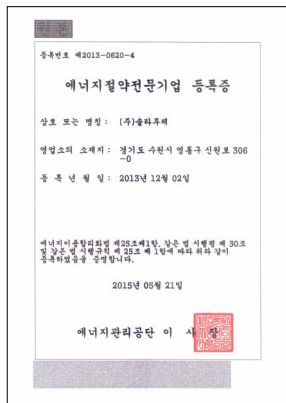 등록번호 제2013-0620-4
에너지절약전문기업 등록증
상호 또는 명칭 : (주)솔라루체
영업소의 소재지 : 경기도 수원시 영통구 신원로 306
-0
등 록 년 월 일 : 2013년 12월 02일
에너지이용합리화법 제25조제1항, 같은 법 시행령 제 30조
및 같은 법 시행규칙 제 25조 제 1항에 따라 위와 같이
등록하였음을 증명합니다.
2015년 05월 21일
에너지관리공단 이 사 장